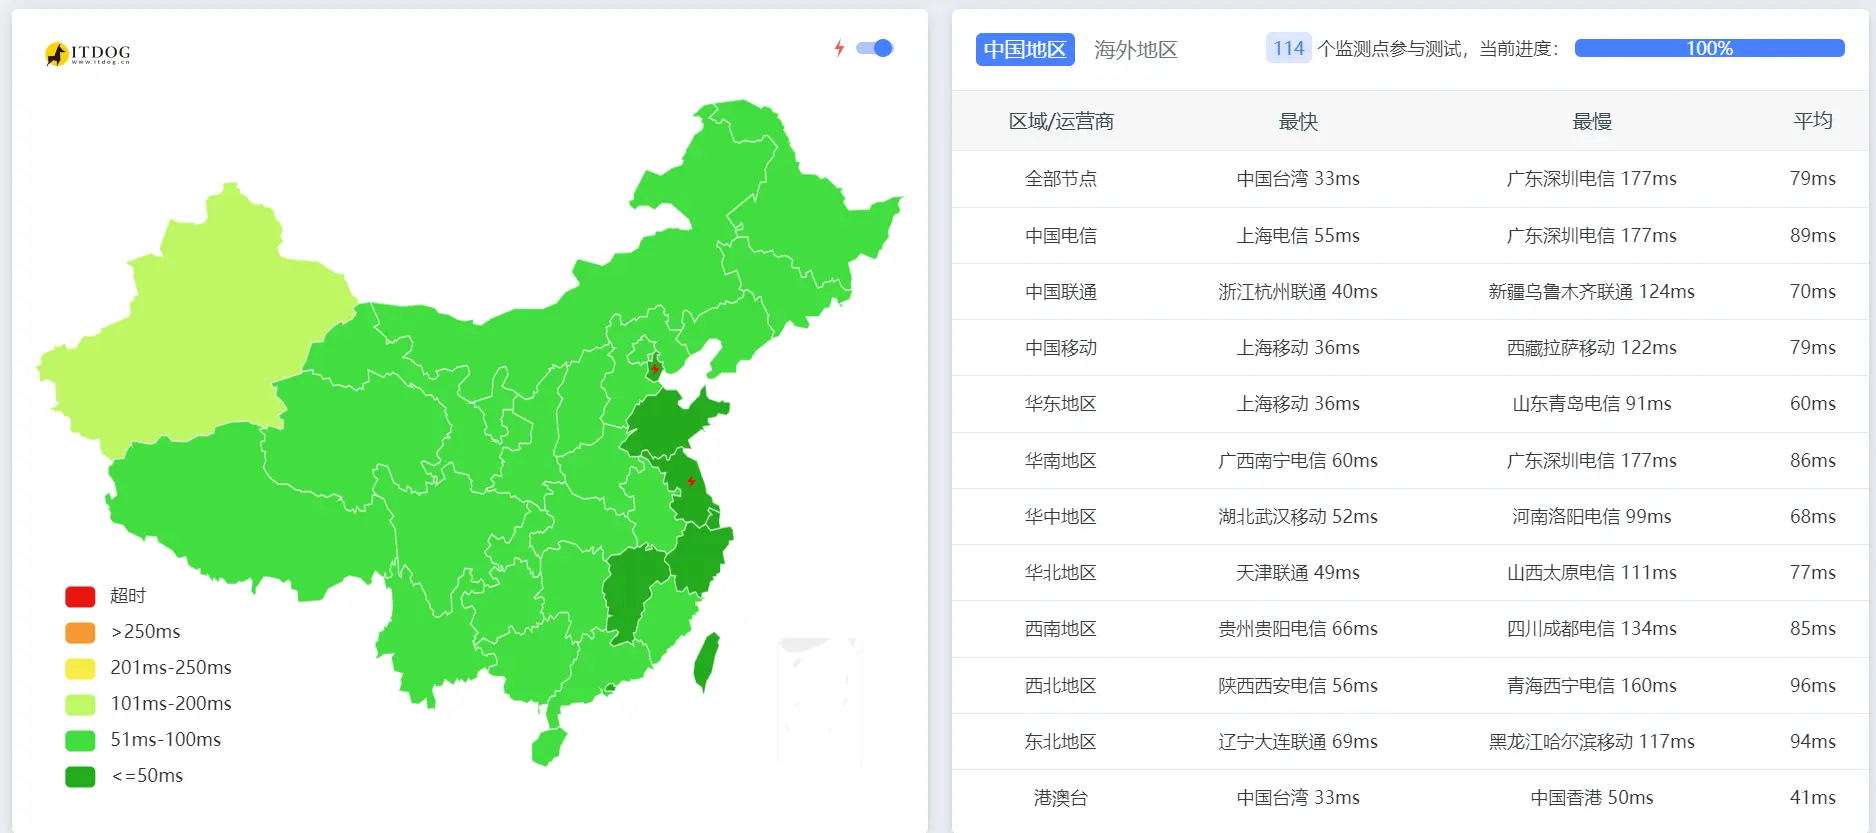 ITDOG
www.itdog.cn
超时
>250ms
201ms-250ms
101ms-200ms
51ms-100ms
<=50ms
中国地区 海外地区 114 个监测点参与测试，当前进度： 100%
区域/运营商 最快 最慢 平均
全部节点 中国台湾 33ms 广东深圳电信 177ms 79ms
中国电信 上海电信 55ms 广东深圳电信 177ms 89ms
中国联通 浙江杭州联通 40ms 新疆乌鲁木齐联通 124ms 70ms
中国移动 上海移动 36ms 西藏拉萨移动 122ms 79ms
华东地区 上海移动 36ms 山东青岛电信 91ms 60ms
华南地区 广西南宁电信 60ms 广东深圳电信 177ms 86ms
华中地区 湖北武汉移动 52ms 河南洛阳电信 99ms 68ms
华北地区 天津联通 49ms 山西太原电信 111ms 77ms
西南地区 贵州贵阳电信 66ms 四川成都电信 134ms 85ms
西北地区 陕西西安电信 56ms 青海西宁电信 160ms 96ms
东北地区 辽宁大连联通 69ms 黑龙江哈尔滨移动 117ms 94ms
港澳台 中国台湾 33ms 中国香港 50ms 41ms